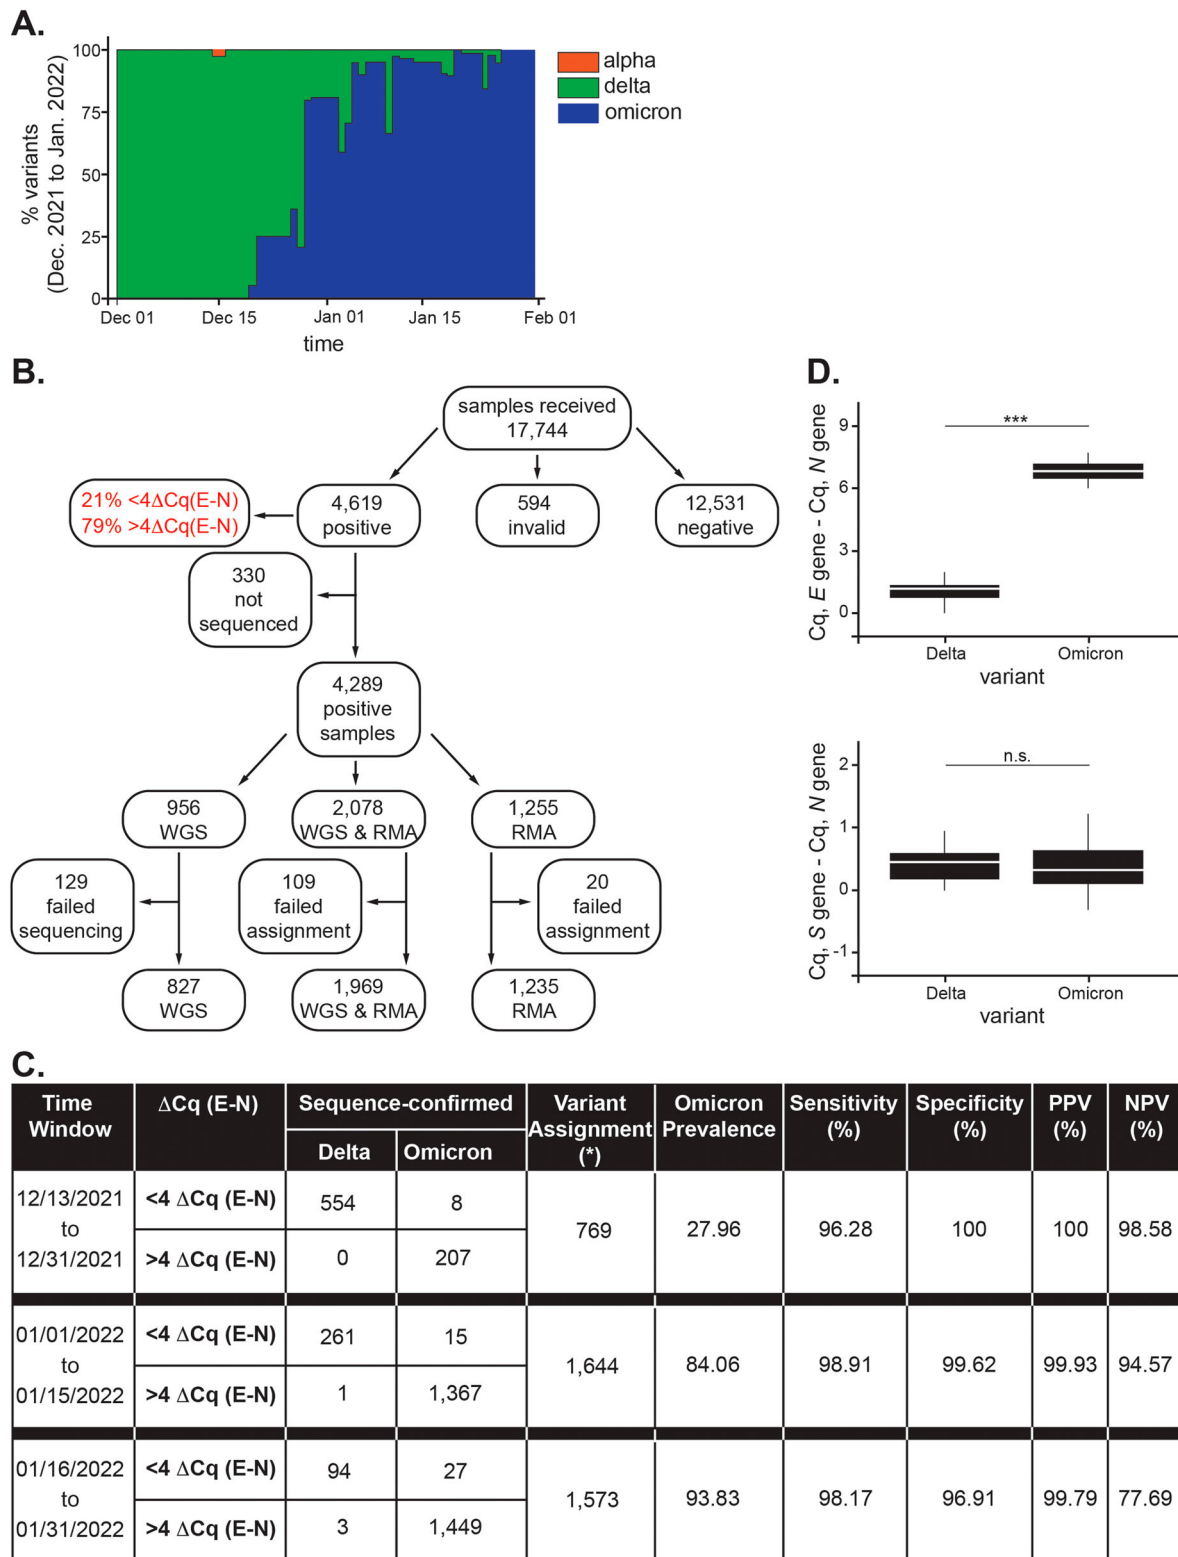 A.
% variants
(Dec. 2021 to Jan. 2022)
100
75
50
25
0
Dec 01
Dec 15
Jan 01
Jan 15
Feb 01
time
alpha
delta
omicron
B.
samples received
17,744
21% <4ΔCq(E-N)
79% >4ΔCq(E-N)
4,619
positive
594
invalid
12,531
negative
330
not
sequenced
4,289
positive
samples
956
WGS
2,078
WGS & RMA
1,255
RMA
129
failed
sequencing
109
failed
assignment
20
failed
assignment
827
WGS
1,969
WGS & RMA
1,235
RMA
D.
Cq, E gene - Cq, N gene
9
6
3
0
***
Delta
Omicron
variant
Cq, S gene - Cq, N gene
2
1
0
-1
n.s.
Delta
Omicron
variant
C.
Time
Window
ΔCq (E-N)
Sequence-confirmed
Delta
Omicron
Variant
Assignment
(*)
Omicron
Prevalence
Sensitivity
(%)
Specificity
(%)
PPV
(%)
NPV
(%)
12/13/2021
to
12/31/2021
<4 ΔCq (E-N)
554
8
>4 ΔCq (E-N)
0
207
769
27.96
96.28
100
100
98.58
01/01/2022
to
01/15/2022
<4 ΔCq (E-N)
261
15
>4 ΔCq (E-N)
1
1,367
1,644
84.06
98.91
99.62
99.93
94.57
01/16/2022
to
01/31/2022
<4 ΔCq (E-N)
94
27
>4 ΔCq (E-N)
3
1,449
1,573
93.83
98.17
96.91
99.79
77.69